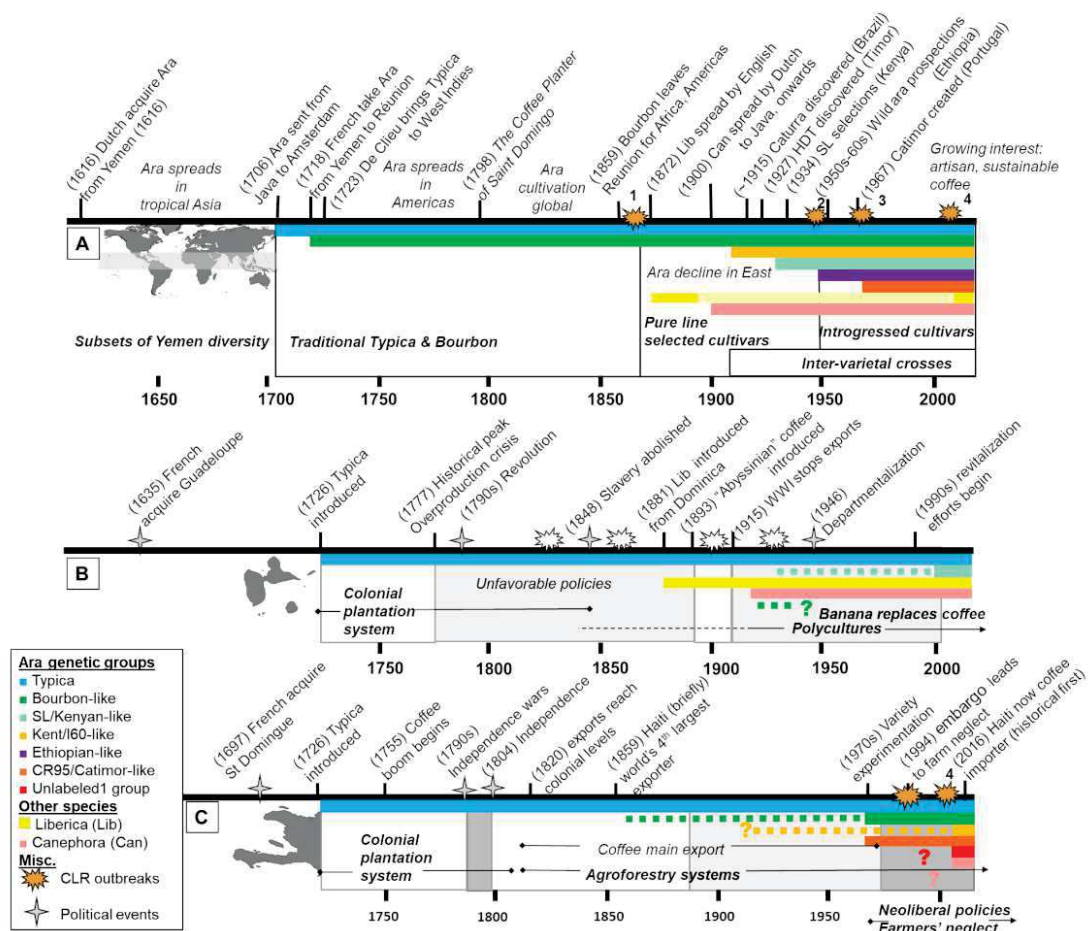 (1616) Dutch acquire Ara
from Yemen (1616)
Ara spreads
in
tropical Asia
(1706) Ara sent from
Java to Amsterdam
(1718) French take Ara
from Yemen to Réunion
(1723) De Clieu brings Typica
to West Indies
Ara spreads in
Americas
(1798) The Coffee Planter
of Saint Domingo
Ara
cultivation
global
(1859) Bourbon leaves
Reunion for Africa, Americas
(1872) Lib spread by English
(1900) Can spread by Dutch
to Java, onwards
(~1915) Caturra discovered (Brazil)
(1927) HDT discovered (Timor)
(1934) SL selections (Kenya)
(1950s-60s) Wild ara prospections
(Ethiopia)
(1967) Catimor created (Portugal)
Growing interest:
artisan, sustainable
coffee
1
2
3
4
A
Ara decline in East
Subsets of Yemen diversity
Traditional Typica & Bourbon
Pure line
selected cultivars
Introgressed cultivars
Inter-varietal crosses
1650
1700
1750
1800
1850
1900
1950
2000
(1635) French
acquire Guadeloupe
(1726) Typica
introduced
(1777) Historical peak
Overproduction crisis
(1790s) Revolution
(1848) Slavery abolished
(1881) Lib introduced
from Dominica
(1893) "Abyssinian" coffee
introduced
(1915) WWI stops exports
(1946)
Departmentalization
(1990s) revitalization
efforts begin
B
Colonial
plantation
system
Unfavorable policies
?
Banana replaces coffee
Polycultures
1750
1800
1850
1900
1950
2000
(1697) French acquire
St Domingue
(1726) Typica
introduced
(1755) Coffee
boom begins
(1790s)
Independence wars
(1804) Independence
(1820) exports reach
colonial levels
(1859) Haiti (briefly)
world's 4th largest
exporter
(1970s) Variety
experimentation
(1994) embargo leads
to farm neglect
(2016) Haiti now coffee
importer (historical first)
4
C
Colonial
plantation
system
?
Coffee main export
Agroforestry systems
?
?
1750
1800
1850
1900
1950
2000
Neoliberal policies
Farmers' neglect
Ara genetic groups
Typica
Bourbon-like
SL/Kenyan-like
Kent/I60-like
Ethiopian-like
CR95/Catimor-like
Unlabeled1 group
Other species
Liberica (Lib)
Canephora (Can)
Misc.
CLR outbreaks
Political events